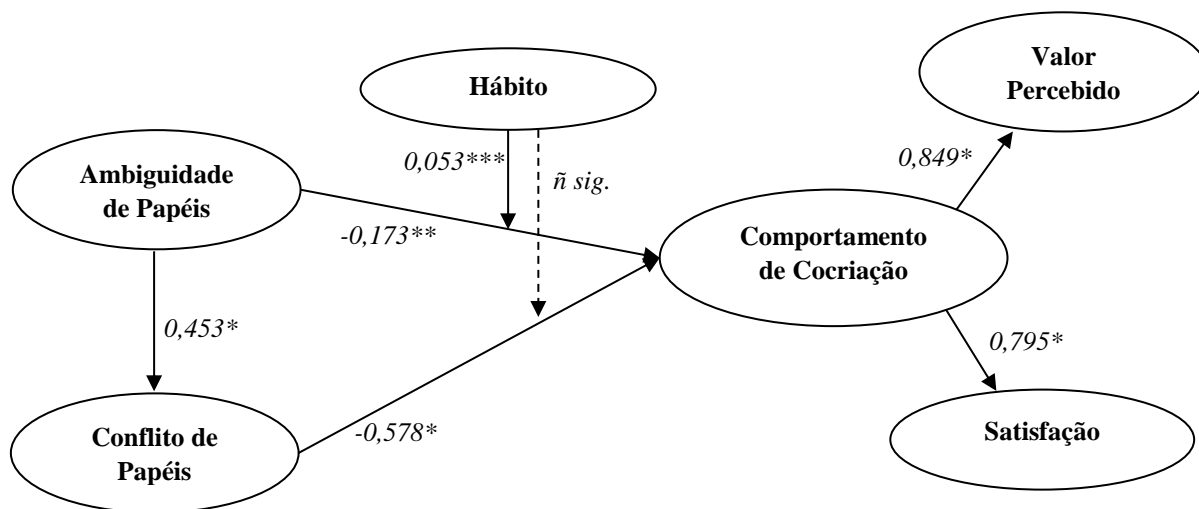 Valor
Percebido
Hábito
0,053***
ñ sig.
0,849*
Ambiguidade
de Papéis
-0,173**
Comportamento
de Cocriação
0,453*
0,795*
Conflito de
Papéis
-0,578*
Satisfação